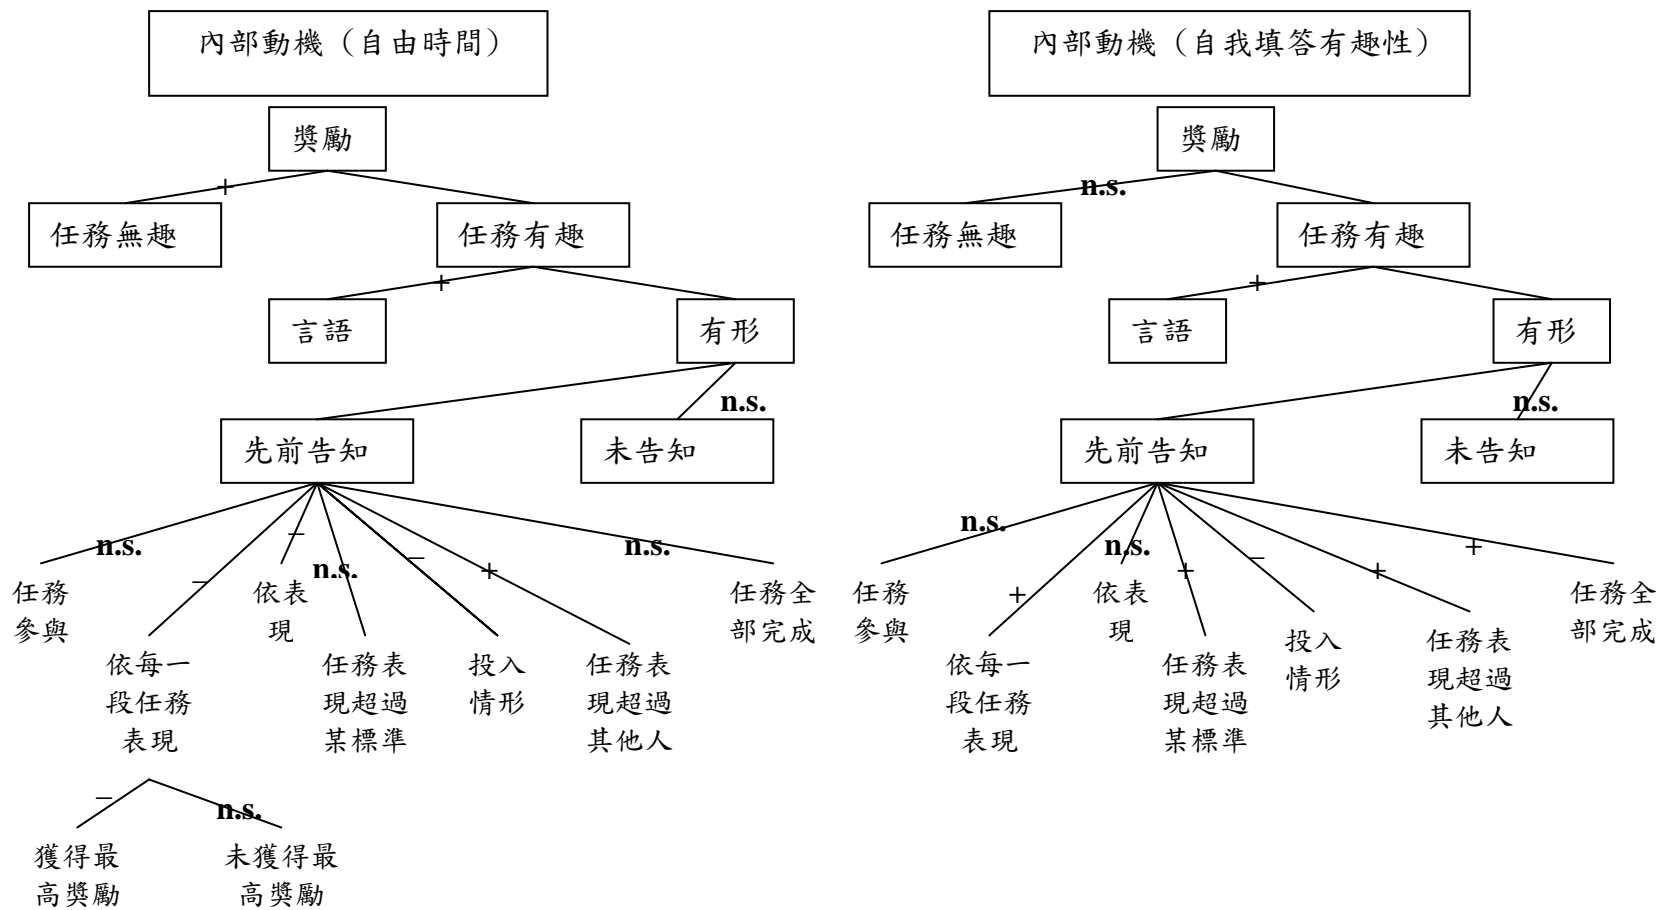 內部動機（自由時間）
獎勵
+
任務無趣
任務有趣
+
言語
有形
n.s.
先前告知
未告知
n.s.
–
–
n.s.
–
+
n.s.
任務
參與
依每一
段任務
表現
依表
現
任務表
現超過
某標準
投入
情形
任務表
現超過
其他人
任務全
部完成
–
n.s.
獲得最
高獎勵
未獲得最
高獎勵
內部動機（自我填答有趣性）
獎勵
n.s.
任務無趣
任務有趣
+
言語
有形
n.s.
先前告知
未告知
n.s.
+
n.s.
+
–
+
+
任務
參與
依每一
段任務
表現
依表
現
任務表
現超過
某標準
投入
情形
任務表
現超過
其他人
任務全
部完成